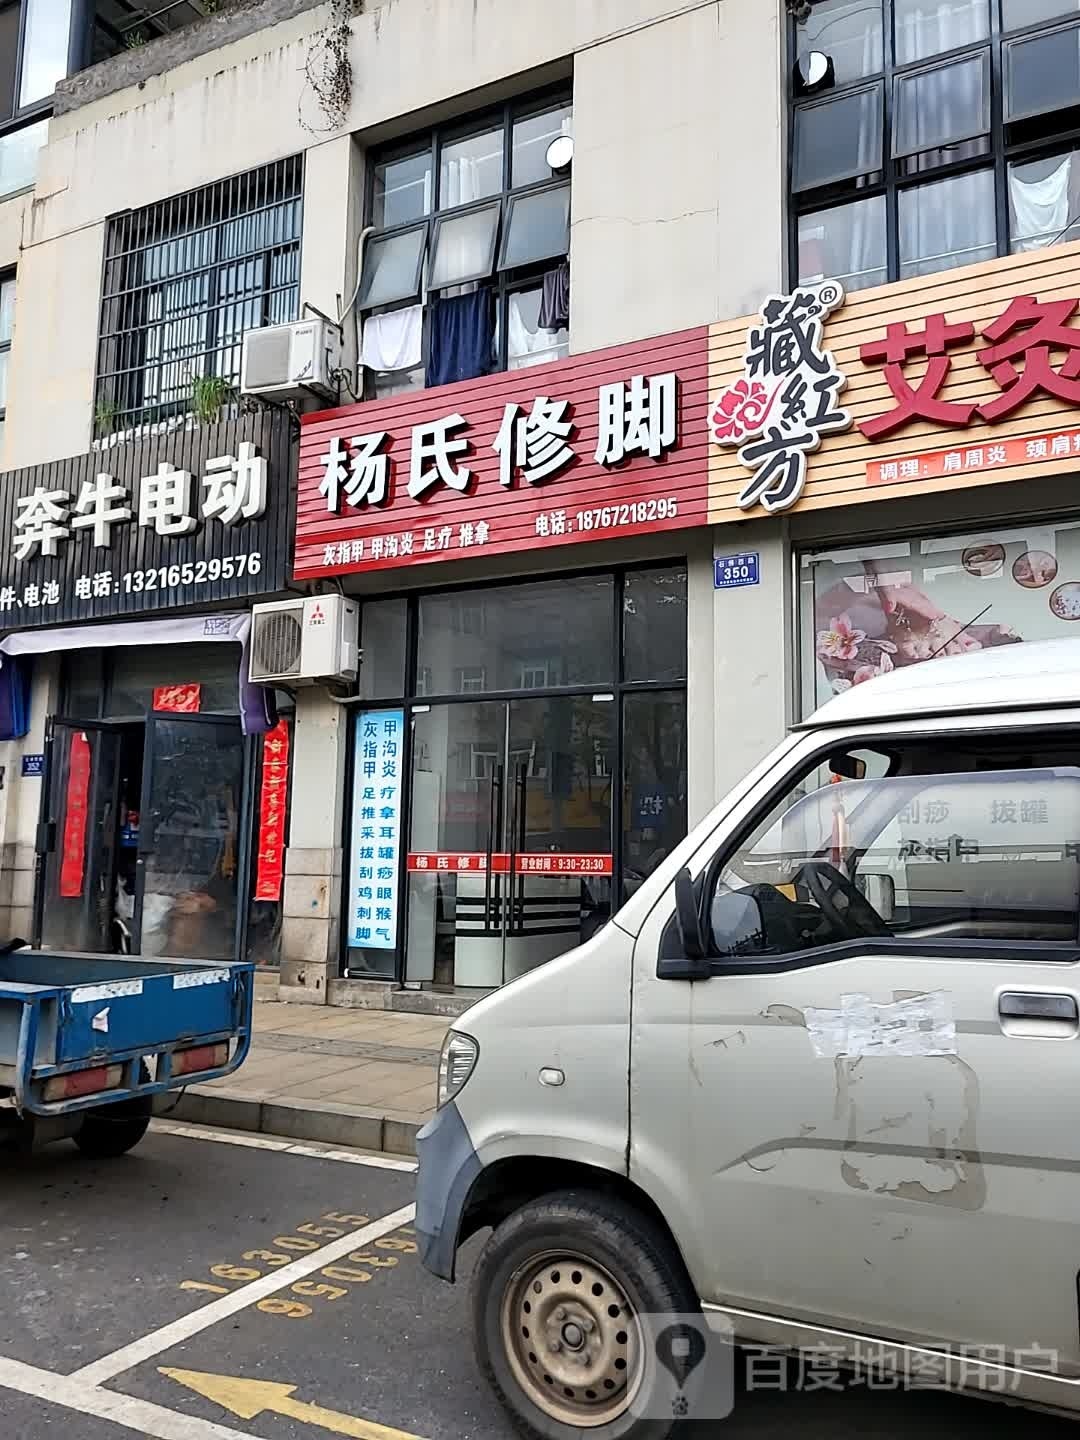 奔牛电动
件、电池 电话:13216529576
杨氏修脚
灰指甲 甲沟炎 足疗 推拿 电话:18767218295
藏红方®
艾灸
调理:肩周炎 颈肩
350
352
灰指甲足推采拔刮鸡刺脚
甲沟炎疗拿耳罐痧眼猴气
杨氏修脚 营业时间:9:30-23:30
刮痧 拔罐
灰指甲 甲
163055
163056
百度地图用户